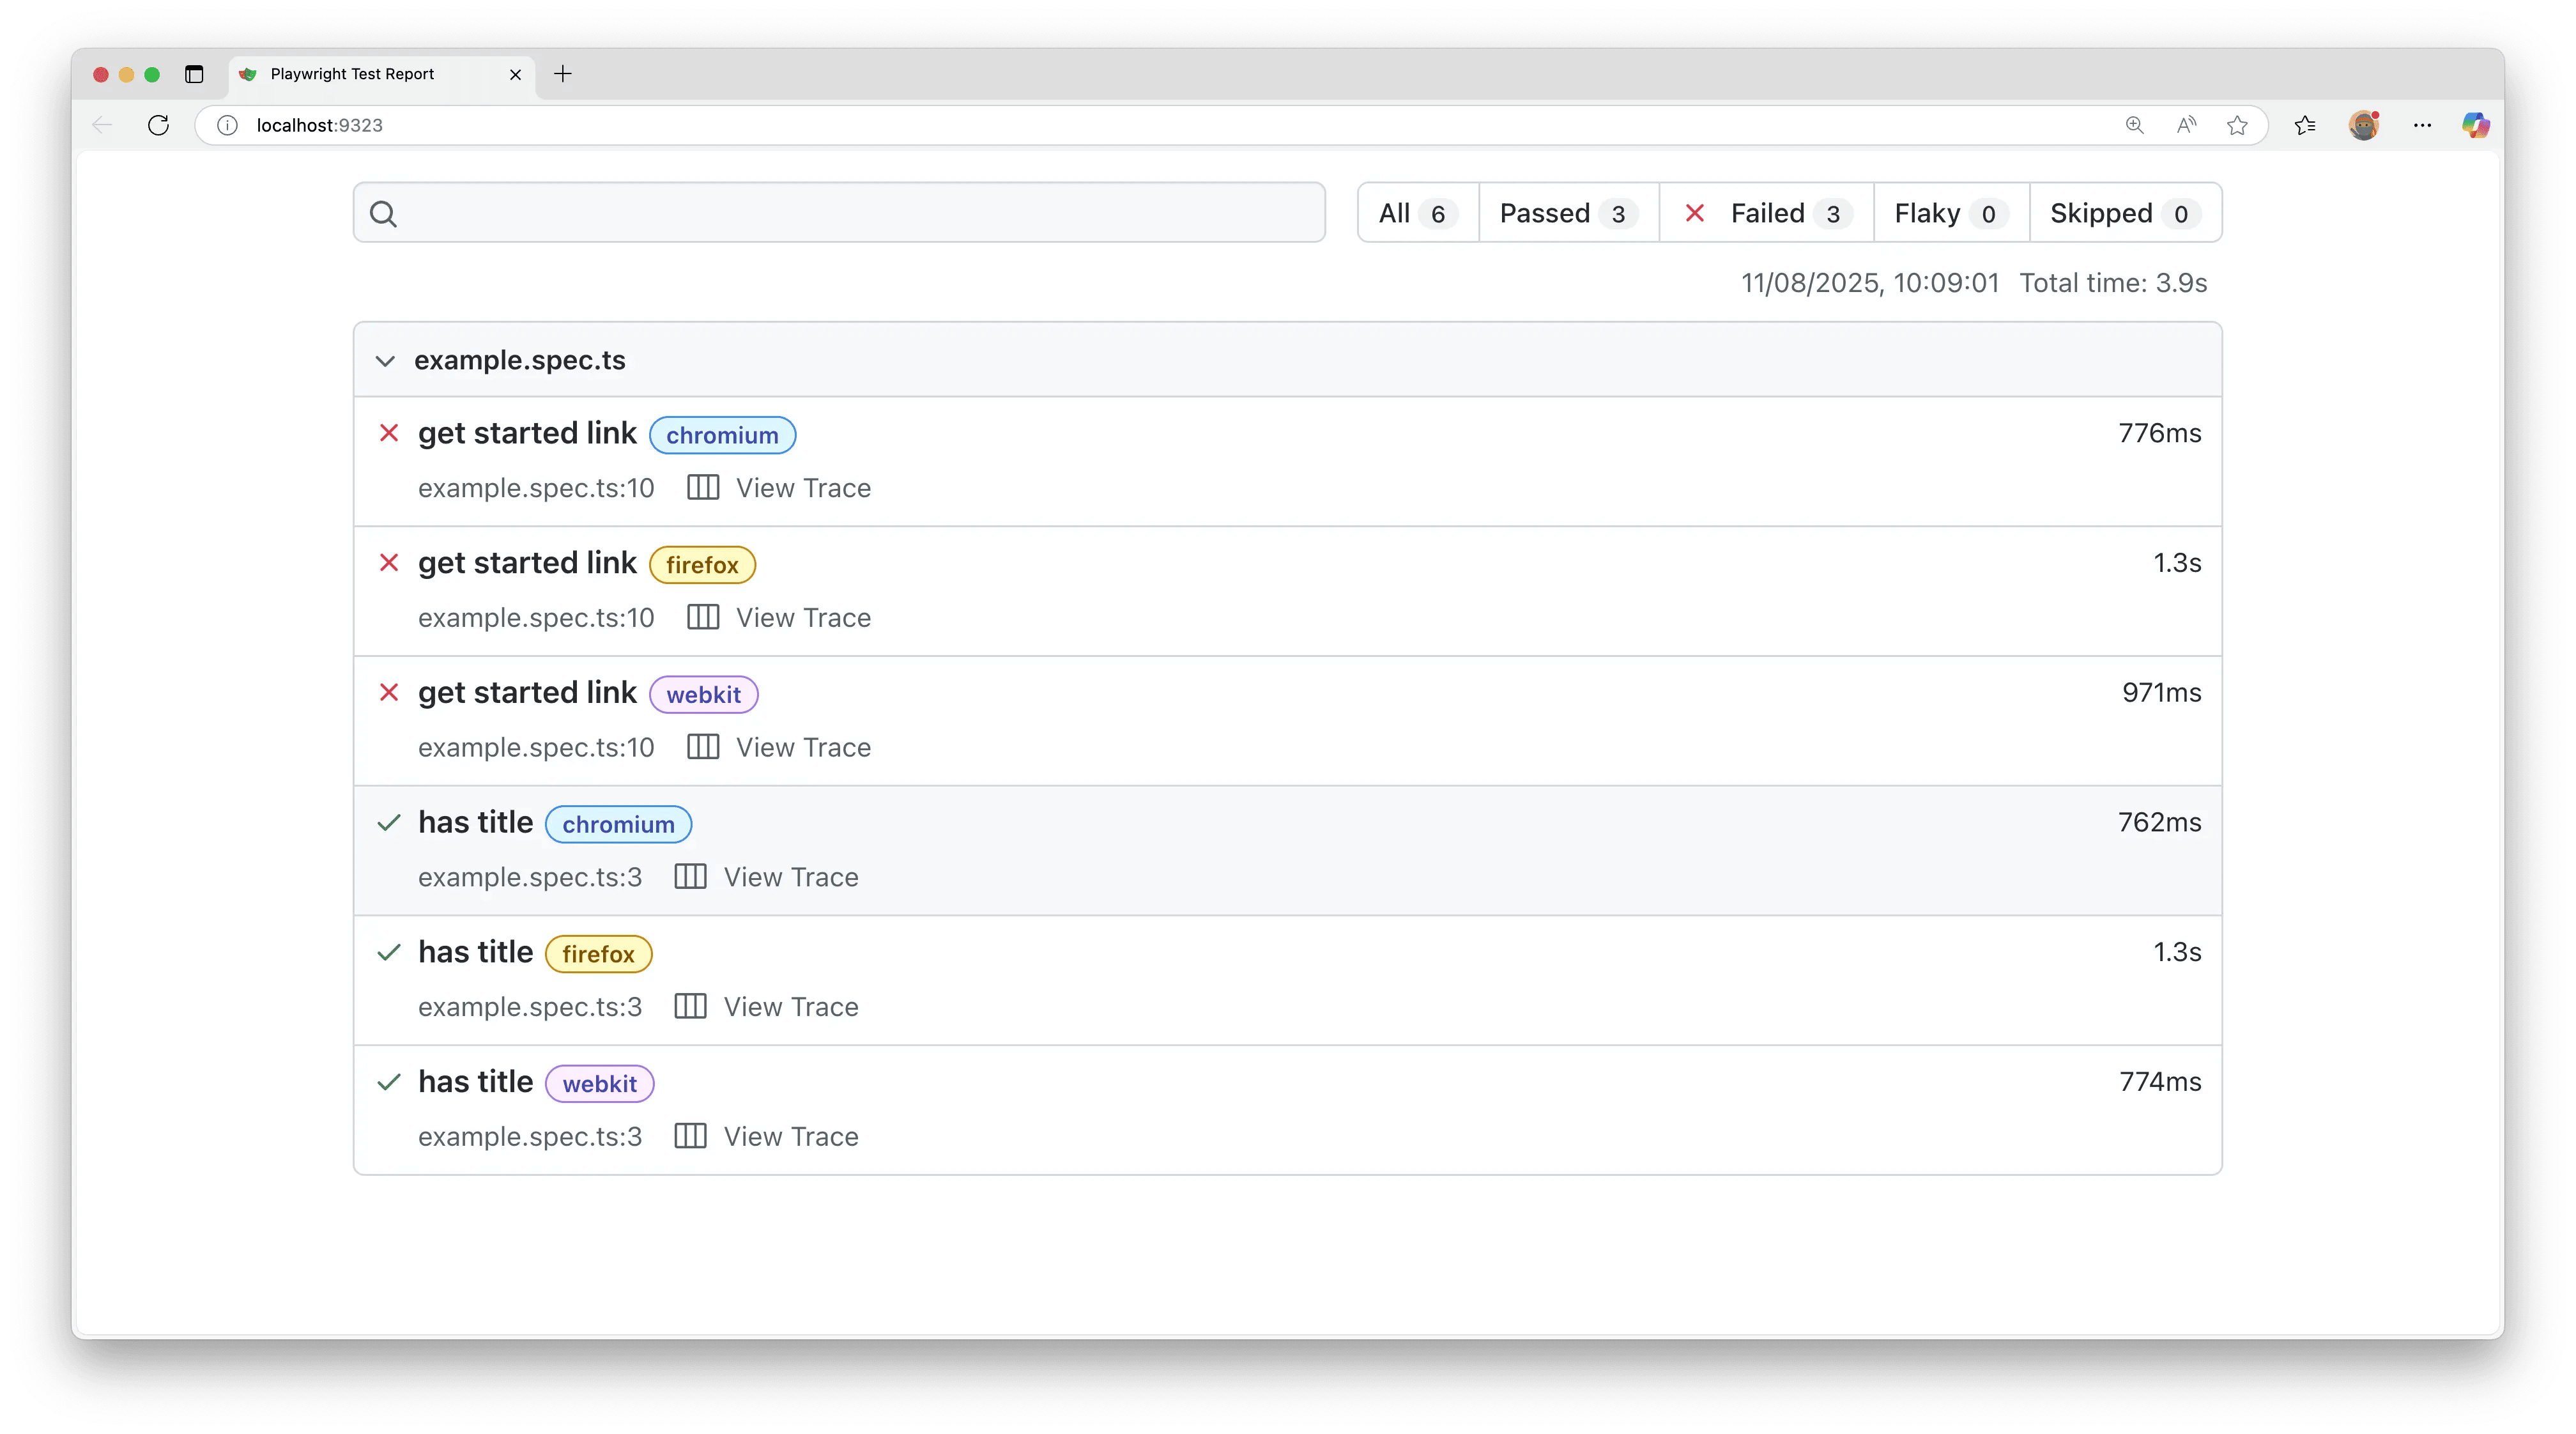 Playwright Test Report
localhost:9323
All 6 Passed 3 Failed 3 Flaky 0 Skipped 0
11/08/2025, 10:09:01 Total time: 3.9s
example.spec.ts
get started link chromium 776ms
example.spec.ts:10 View Trace
get started link firefox 1.3s
example.spec.ts:10 View Trace
get started link webkit 971ms
example.spec.ts:10 View Trace
has title chromium 762ms
example.spec.ts:3 View Trace
has title firefox 1.3s
example.spec.ts:3 View Trace
has title webkit 774ms
example.spec.ts:3 View Trace